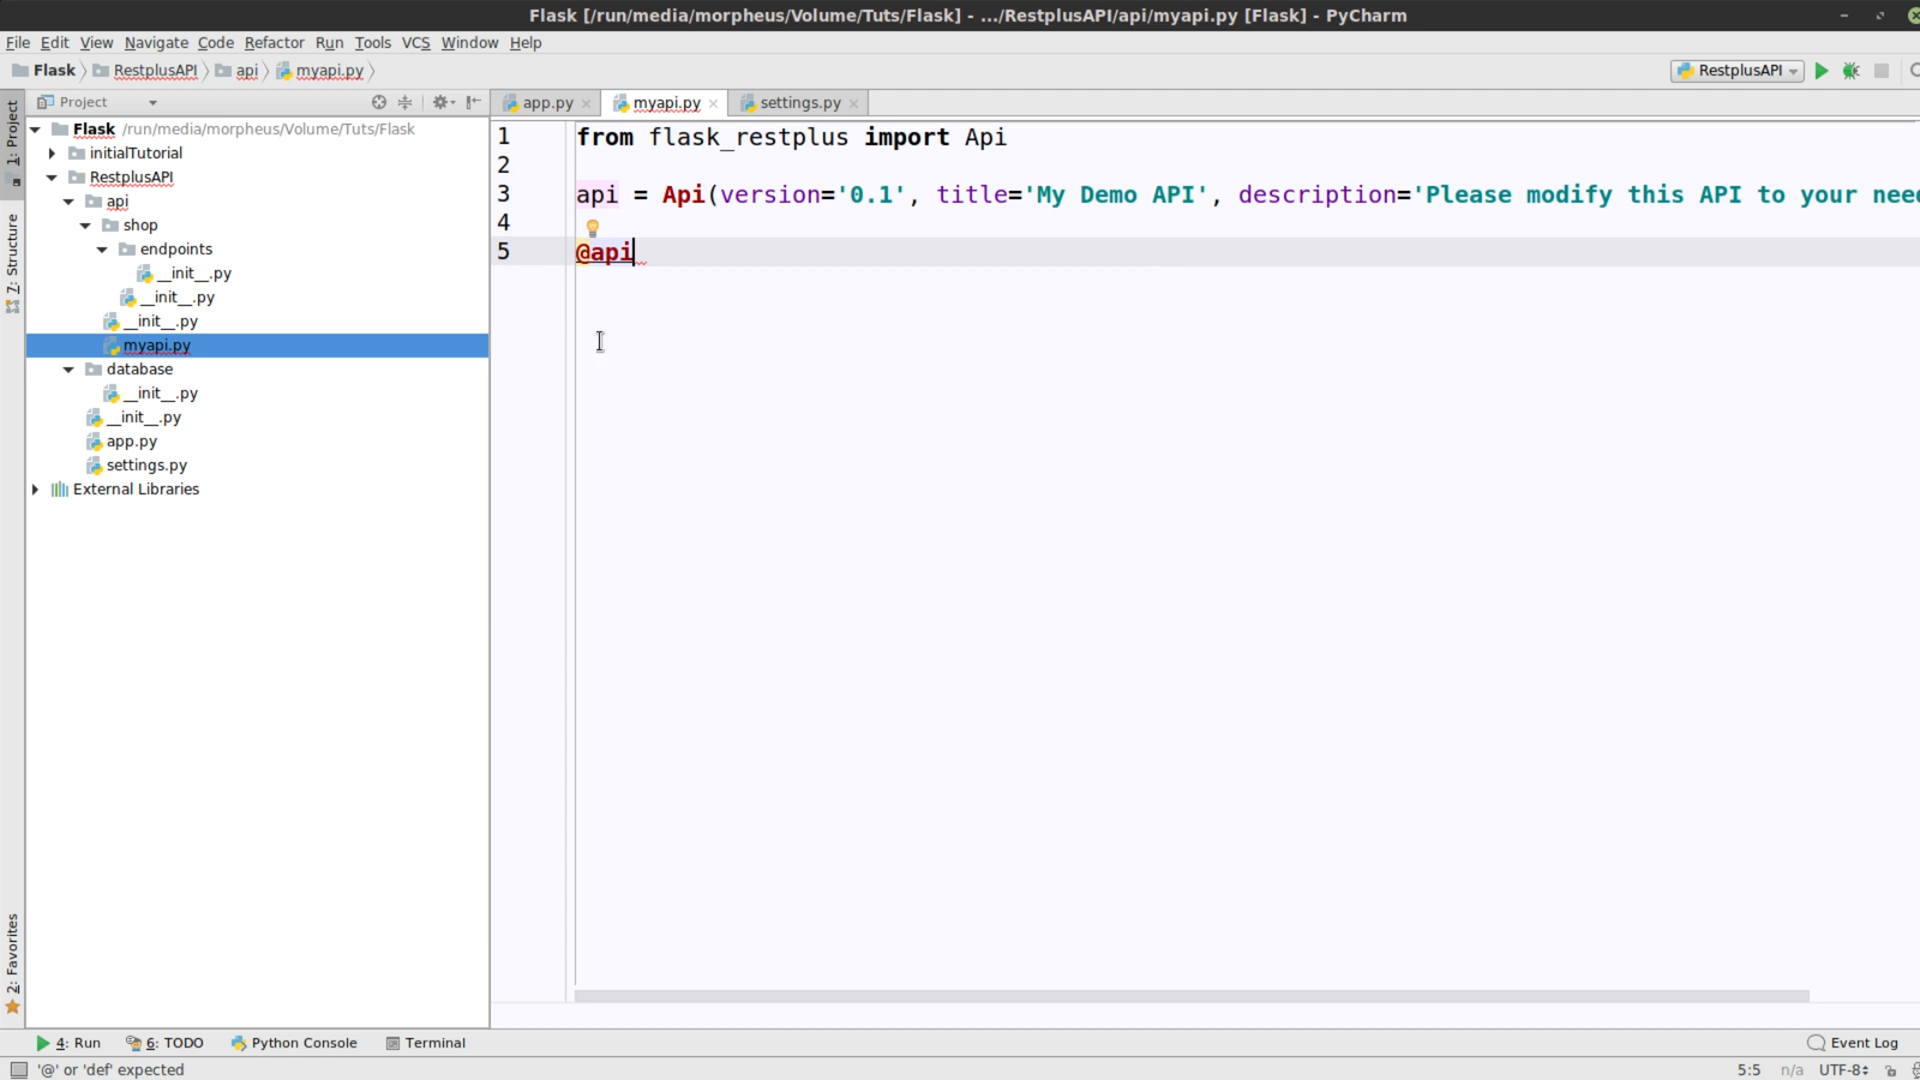 Flask [/run/media/morpheus/Volume/Tuts/Flask] - .../RestplusAPI/api/myapi.py [Flask] - PyCharm
File Edit View Navigate Code Refactor Run Tools VCS Window Help
Flask RestplusAPI api myapi.py
RestplusAPI
1: Project
7: Structure
2: Favorites
Project
Flask /run/media/morpheus/Volume/Tuts/Flask
initialTutorial
RestplusAPI
api
shop
endpoints
__init__.py
__init__.py
__init__.py
myapi.py
database
__init__.py
__init__.py
app.py
settings.py
External Libraries
app.py myapi.py settings.py
1 from flask_restplus import Api
2
3 api = Api(version='0.1', title='My Demo API', description='Please modify this API to your nee
4
5 @api
4: Run 6: TODO Python Console Terminal Event Log
'@' or 'def' expected 5:5 n/a UTF-8